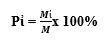 Pi = Mi/M x 100%